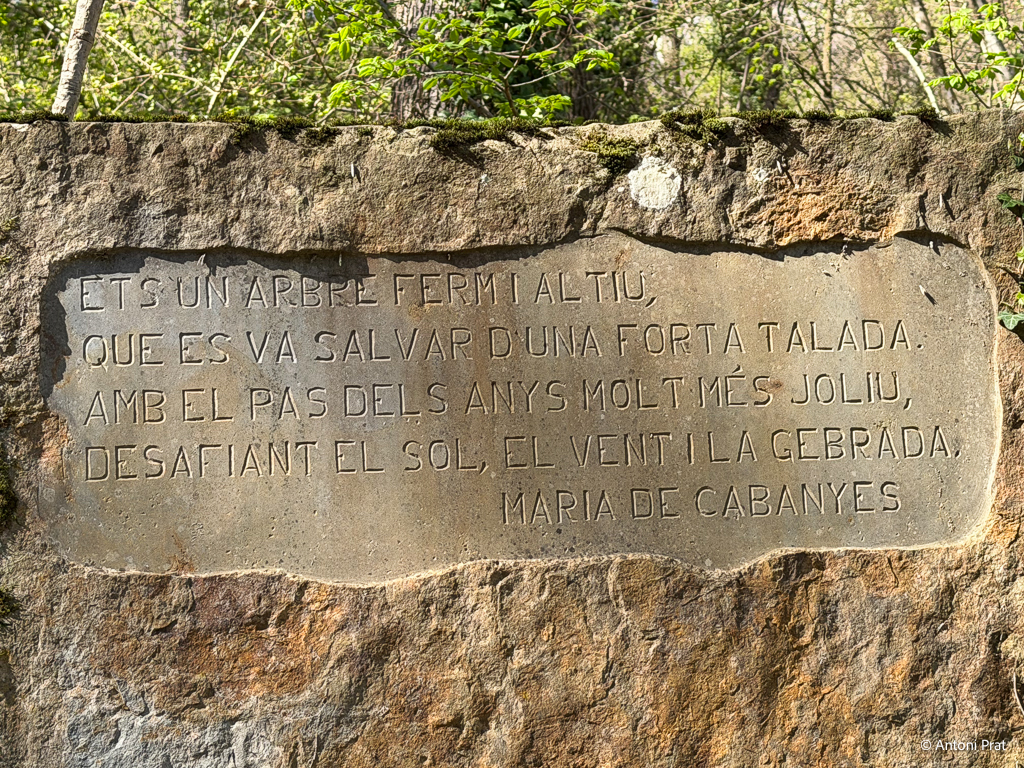 ETS UN ARBRE FERM I ALTIU,
QUE ES VA SALVAR D'UNA FORTA TALADA.
AMB EL PAS DELS ANYS MOLT MÉS JOLIU,
DESAFIANT EL SOL, EL VENT I LA GEBRADA.
MARIA DE CABANYES
© Antoni Prat